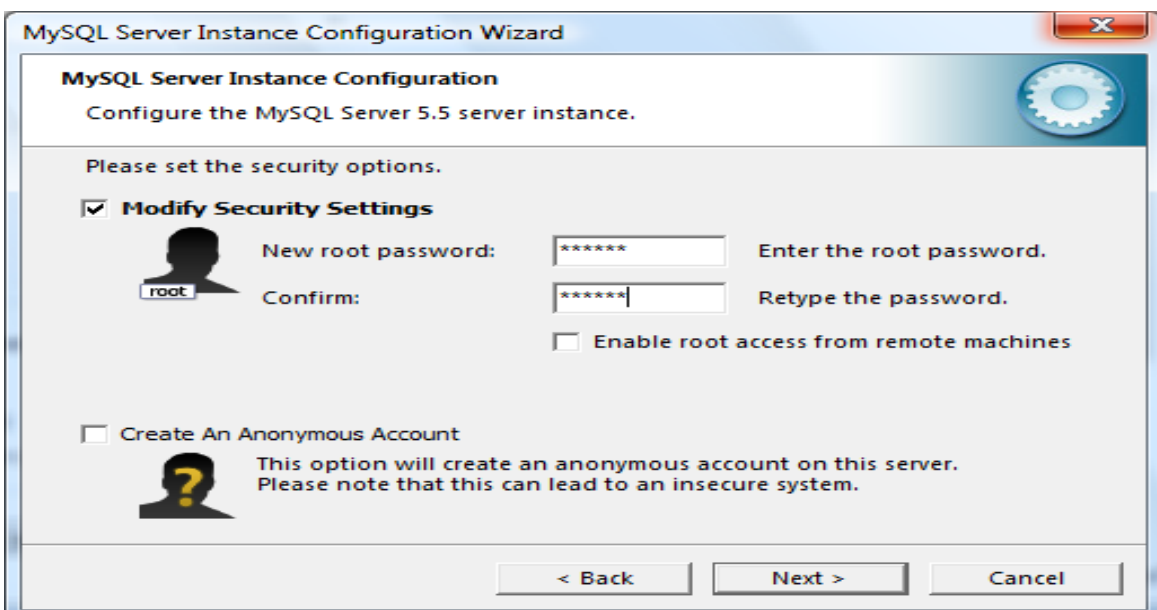 MySQL Server Instance Configuration Wizard
MySQL Server Instance Configuration
Configure the MySQL Server 5.5 server instance.
Please set the security options.
Modify Security Settings
New root password: ****** Enter the root password.
root
Confirm: ****** Retype the password.
Enable root access from remote machines
Create An Anonymous Account
This option will create an anonymous account on this server.
Please note that this can lead to an insecure system.
< Back Next > Cancel